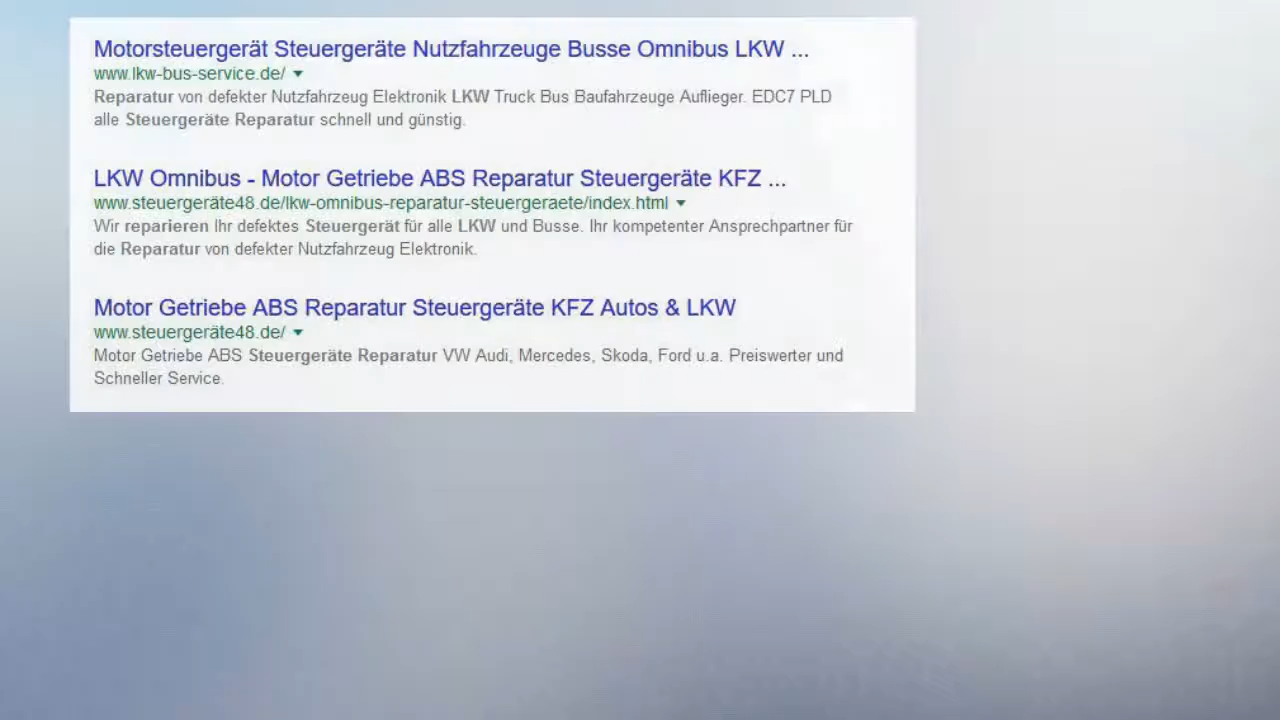 Motorsteuergerät Steuergeräte Nutzfahrzeuge Busse Omnibus LKW ...
www.lkw-bus-service.de/
Reparatur von defekter Nutzfahrzeug Elektronik LKW Truck Bus Baufahrzeuge Auflieger. EDC7 PLD
alle Steuergeräte Reparatur schnell und günstig.
LKW Omnibus - Motor Getriebe ABS Reparatur Steuergeräte KFZ ...
www.steuergeräte48.de/lkw-omnibus-reparatur-steuergeraete/index.html
Wir reparieren Ihr defektes Steuergerät für alle LKW und Busse. Ihr kompetenter Ansprechpartner für
die Reparatur von defekter Nutzfahrzeug Elektronik.
Motor Getriebe ABS Reparatur Steuergeräte KFZ Autos & LKW
www.steuergeräte48.de/
Motor Getriebe ABS Steuergeräte Reparatur VW Audi, Mercedes, Skoda, Ford u.a. Preiswerter und
Schneller Service.